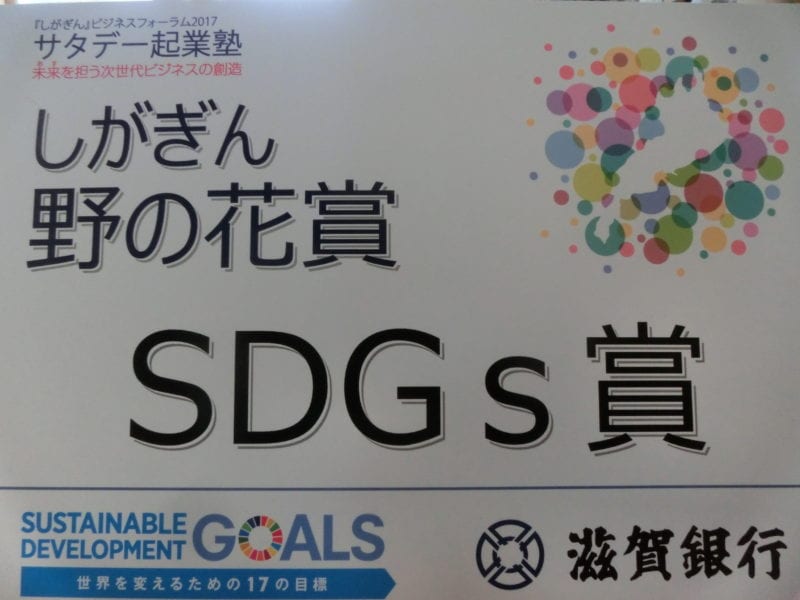 『しがぎん』ビジネスフォーラム2017
サタデー起業塾
未来を担う次世代ビジネスの創造
しがぎん
野の花賞
SDGs賞
SUSTAINABLE
DEVELOPMENT
GOALS
世界を変えるための17の目標
滋賀銀行